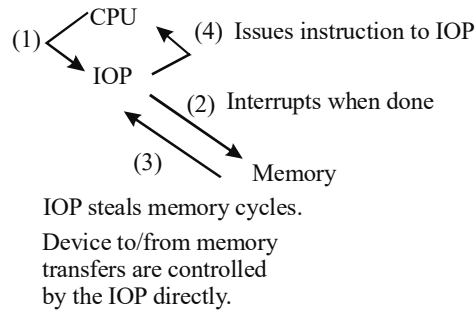 CPU
(1)
(4) Issues instruction to IOP
IOP
(2) Interrupts when done
(3)
Memory
IOP steals memory cycles.
Device to/from memory
transfers are controlled
by the IOP directly.